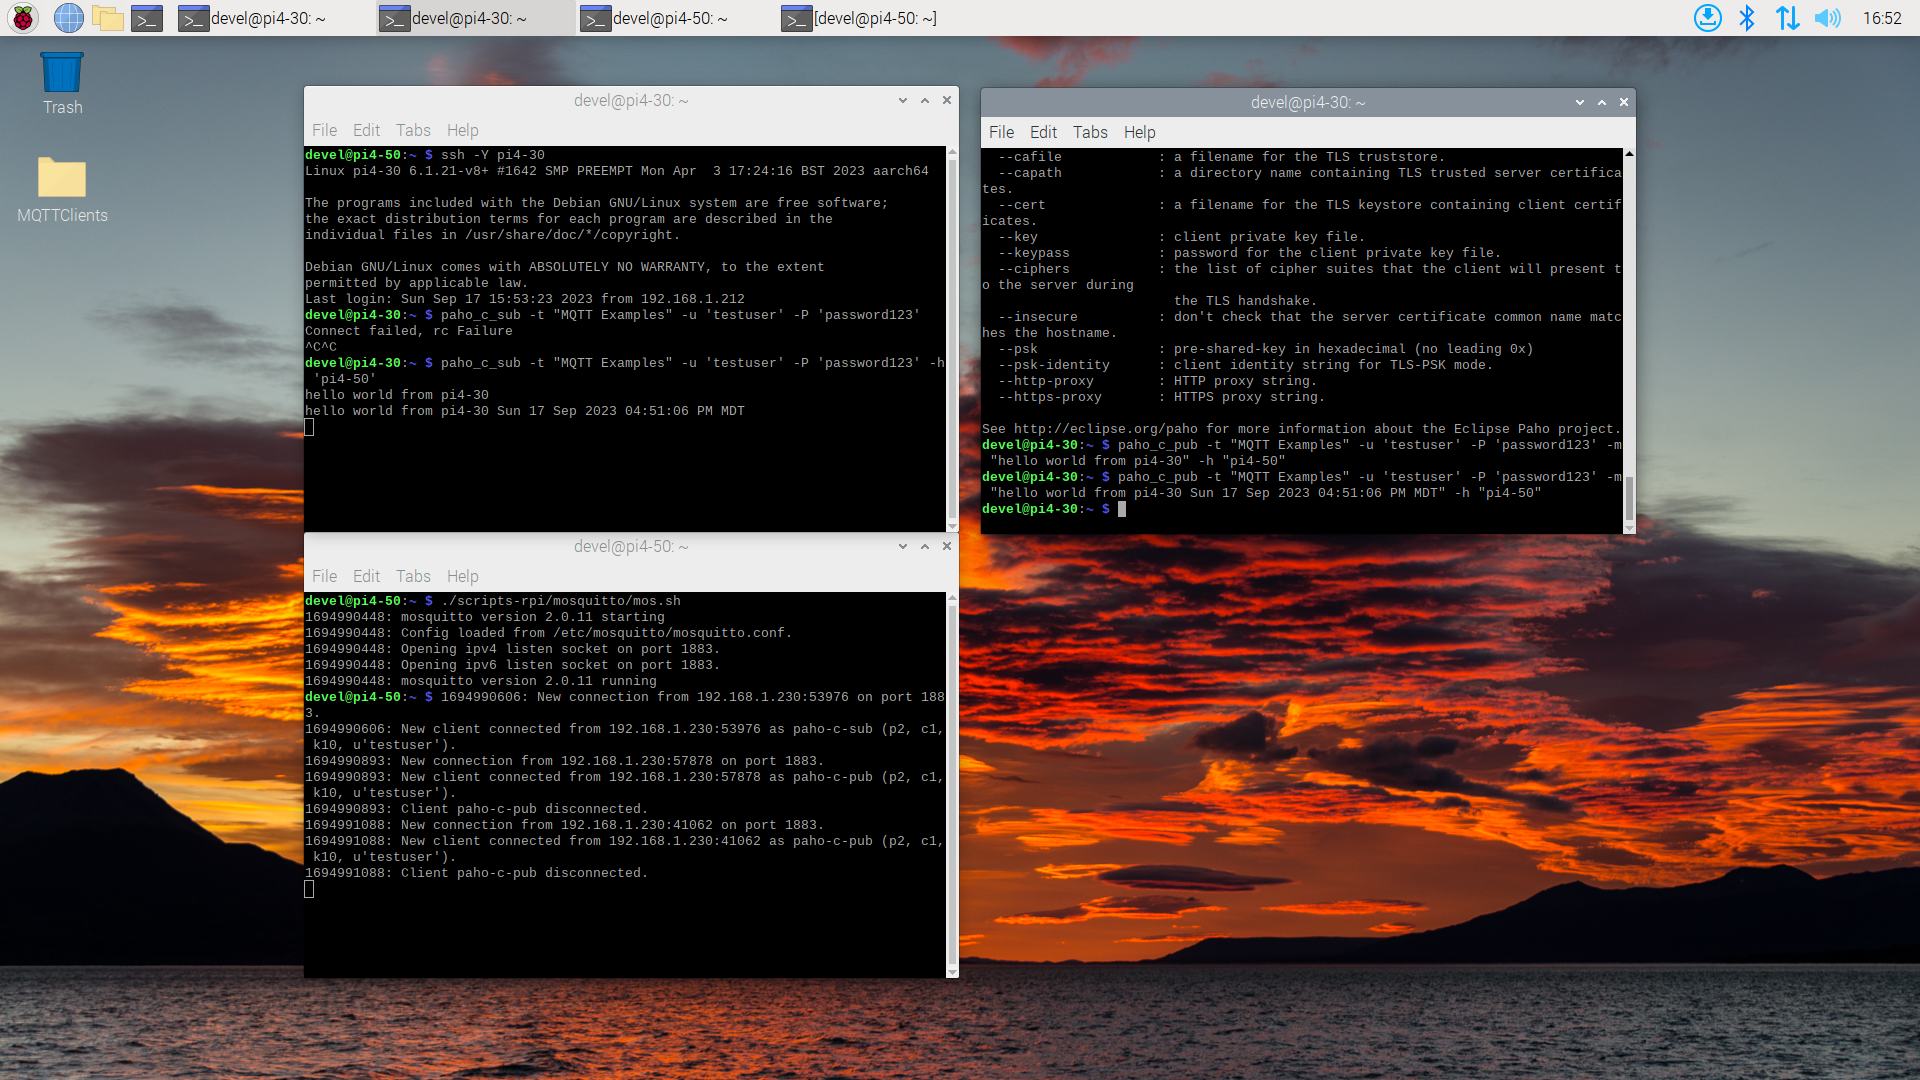 devel@pi4-30: ~
devel@pi4-30: ~
devel@pi4-50: ~
[devel@pi4-50: ~]
16:52
Trash
MQTTClients
devel@pi4-30: ~
File Edit Tabs Help
devel@pi4-50:~ $ ssh -Y pi4-30
Linux pi4-30 6.1.21-v8+ #1642 SMP PREEMPT Mon Apr  3 17:24:16 BST 2023 aarch64
The programs included with the Debian GNU/Linux system are free software;
the exact distribution terms for each program are described in the
individual files in /usr/share/doc/*/copyright.
Debian GNU/Linux comes with ABSOLUTELY NO WARRANTY, to the extent
permitted by applicable law.
Last login: Sun Sep 17 15:53:23 2023 from 192.168.1.212
devel@pi4-30:~ $ paho_c_sub -t "MQTT Examples" -u 'testuser' -P 'password123'
Connect failed, rc Failure
^C^C
devel@pi4-30:~ $ paho_c_sub -t "MQTT Examples" -u 'testuser' -P 'password123' -h
 'pi4-50'
hello world from pi4-30
hello world from pi4-30 Sun 17 Sep 2023 04:51:06 PM MDT
devel@pi4-30: ~
File Edit Tabs Help
  --cafile            : a filename for the TLS truststore.
  --capath            : a directory name containing TLS trusted server certifica
tes.
  --cert              : a filename for the TLS keystore containing client certif
icates.
  --key               : client private key file.
  --keypass           : password for the client private key file.
  --ciphers           : the list of cipher suites that the client will present t
o the server during
                        the TLS handshake.
  --insecure          : don't check that the server certificate common name matc
hes the hostname.
  --psk               : pre-shared-key in hexadecimal (no leading 0x)
  --psk-identity      : client identity string for TLS-PSK mode.
  --http-proxy        : HTTP proxy string.
  --https-proxy       : HTTPS proxy string.
See http://eclipse.org/paho for more information about the Eclipse Paho project.
devel@pi4-30:~ $ paho_c_pub -t "MQTT Examples" -u 'testuser' -P 'password123' -m
 "hello world from pi4-30" -h "pi4-50"
devel@pi4-30:~ $ paho_c_pub -t "MQTT Examples" -u 'testuser' -P 'password123' -m
 "hello world from pi4-30 Sun 17 Sep 2023 04:51:06 PM MDT" -h "pi4-50"
devel@pi4-30:~ $
devel@pi4-50: ~
File Edit Tabs Help
devel@pi4-50:~ $ ./scripts-rpi/mosquitto/mos.sh
1694990448: mosquitto version 2.0.11 starting
1694990448: Config loaded from /etc/mosquitto/mosquitto.conf.
1694990448: Opening ipv4 listen socket on port 1883.
1694990448: Opening ipv6 listen socket on port 1883.
1694990448: mosquitto version 2.0.11 running
devel@pi4-50:~ $ 1694990606: New connection from 192.168.1.230:53976 on port 188
3.
1694990606: New client connected from 192.168.1.230:53976 as paho-c-sub (p2, c1,
 k10, u'testuser').
1694990893: New connection from 192.168.1.230:57878 on port 1883.
1694990893: New client connected from 192.168.1.230:57878 as paho-c-pub (p2, c1,
 k10, u'testuser').
1694990893: Client paho-c-pub disconnected.
1694991088: New connection from 192.168.1.230:41062 on port 1883.
1694991088: New client connected from 192.168.1.230:41062 as paho-c-pub (p2, c1,
 k10, u'testuser').
1694991088: Client paho-c-pub disconnected.